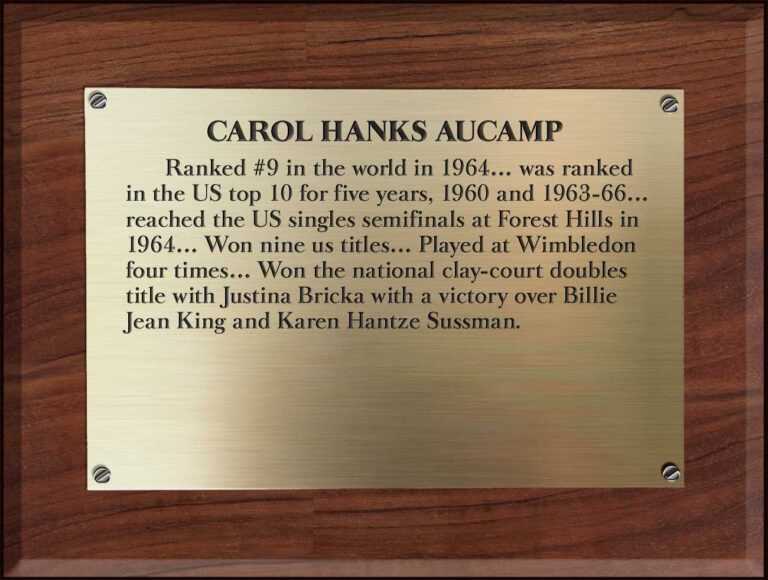 CAROL HANKS AUCAMP
Ranked #9 in the world in 1964... was ranked
in the US top 10 for five years, 1960 and 1963-66...
reached the US singles semifinals at Forest Hills in
1964... Won nine us titles... Played at Wimbledon
four times... Won the national clay-court doubles
title with Justina Bricka with a victory over Billie
Jean King and Karen Hantze Sussman.